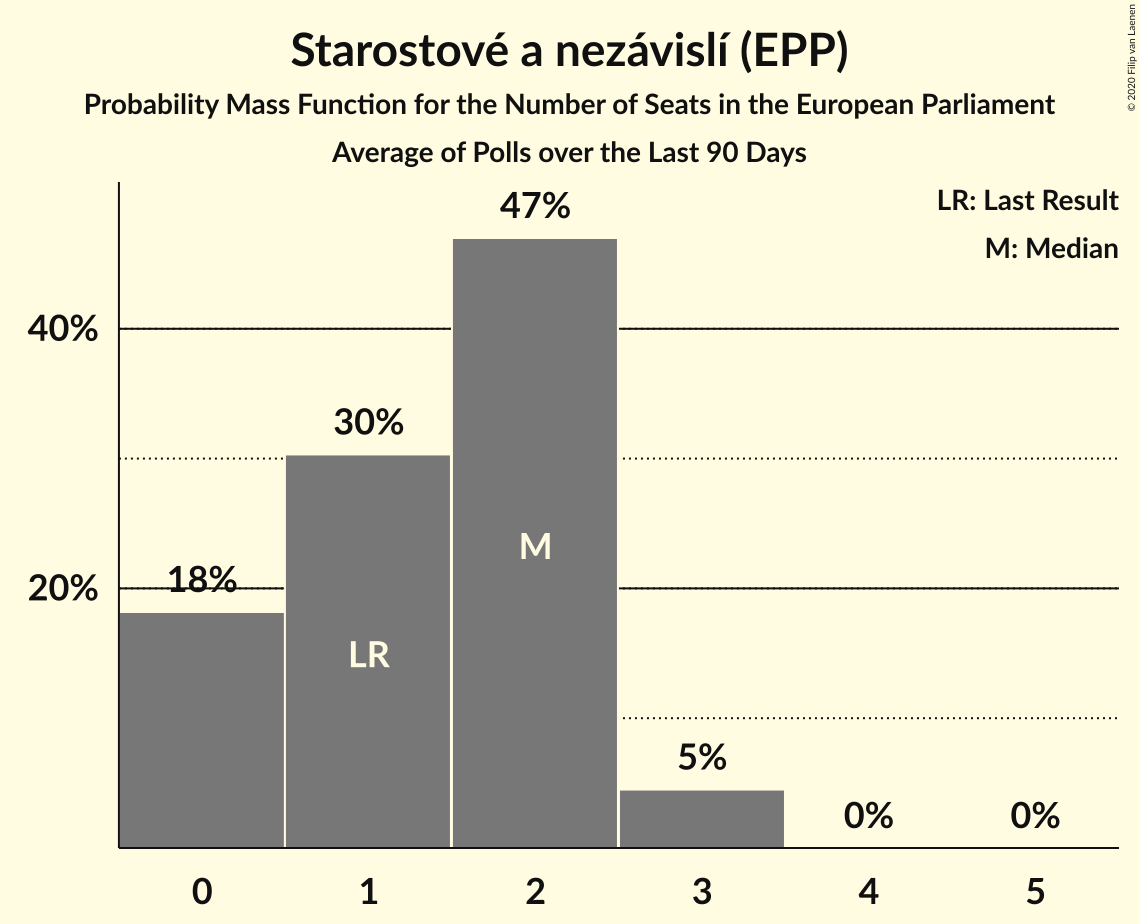 Starostové a nezávislí (EPP)
Probability Mass Function for the Number of Seats in the European Parliament
Average of Polls over the Last 90 Days
© 2020 Filip van Laenen
LR: Last Result
M: Median
47%
40%
30%
M
20%
18%
LR
5%
0%
0%
0 1 2 3 4 5